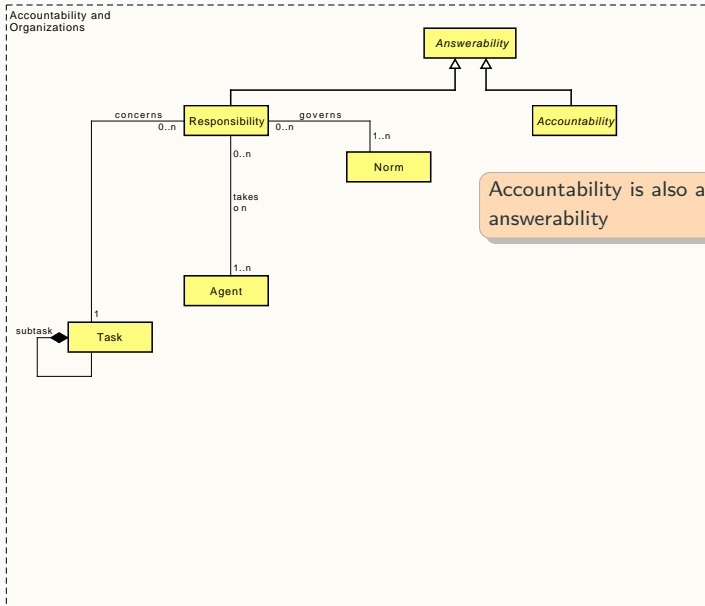 Accountability and
Organizations
Answerability
concerns
0..n
Responsibility
governs
0..n
Accountability
1..n
0..n
Norm
takes
on
Accountability is also a
answerability
1..n
Agent
1
subtask
Task